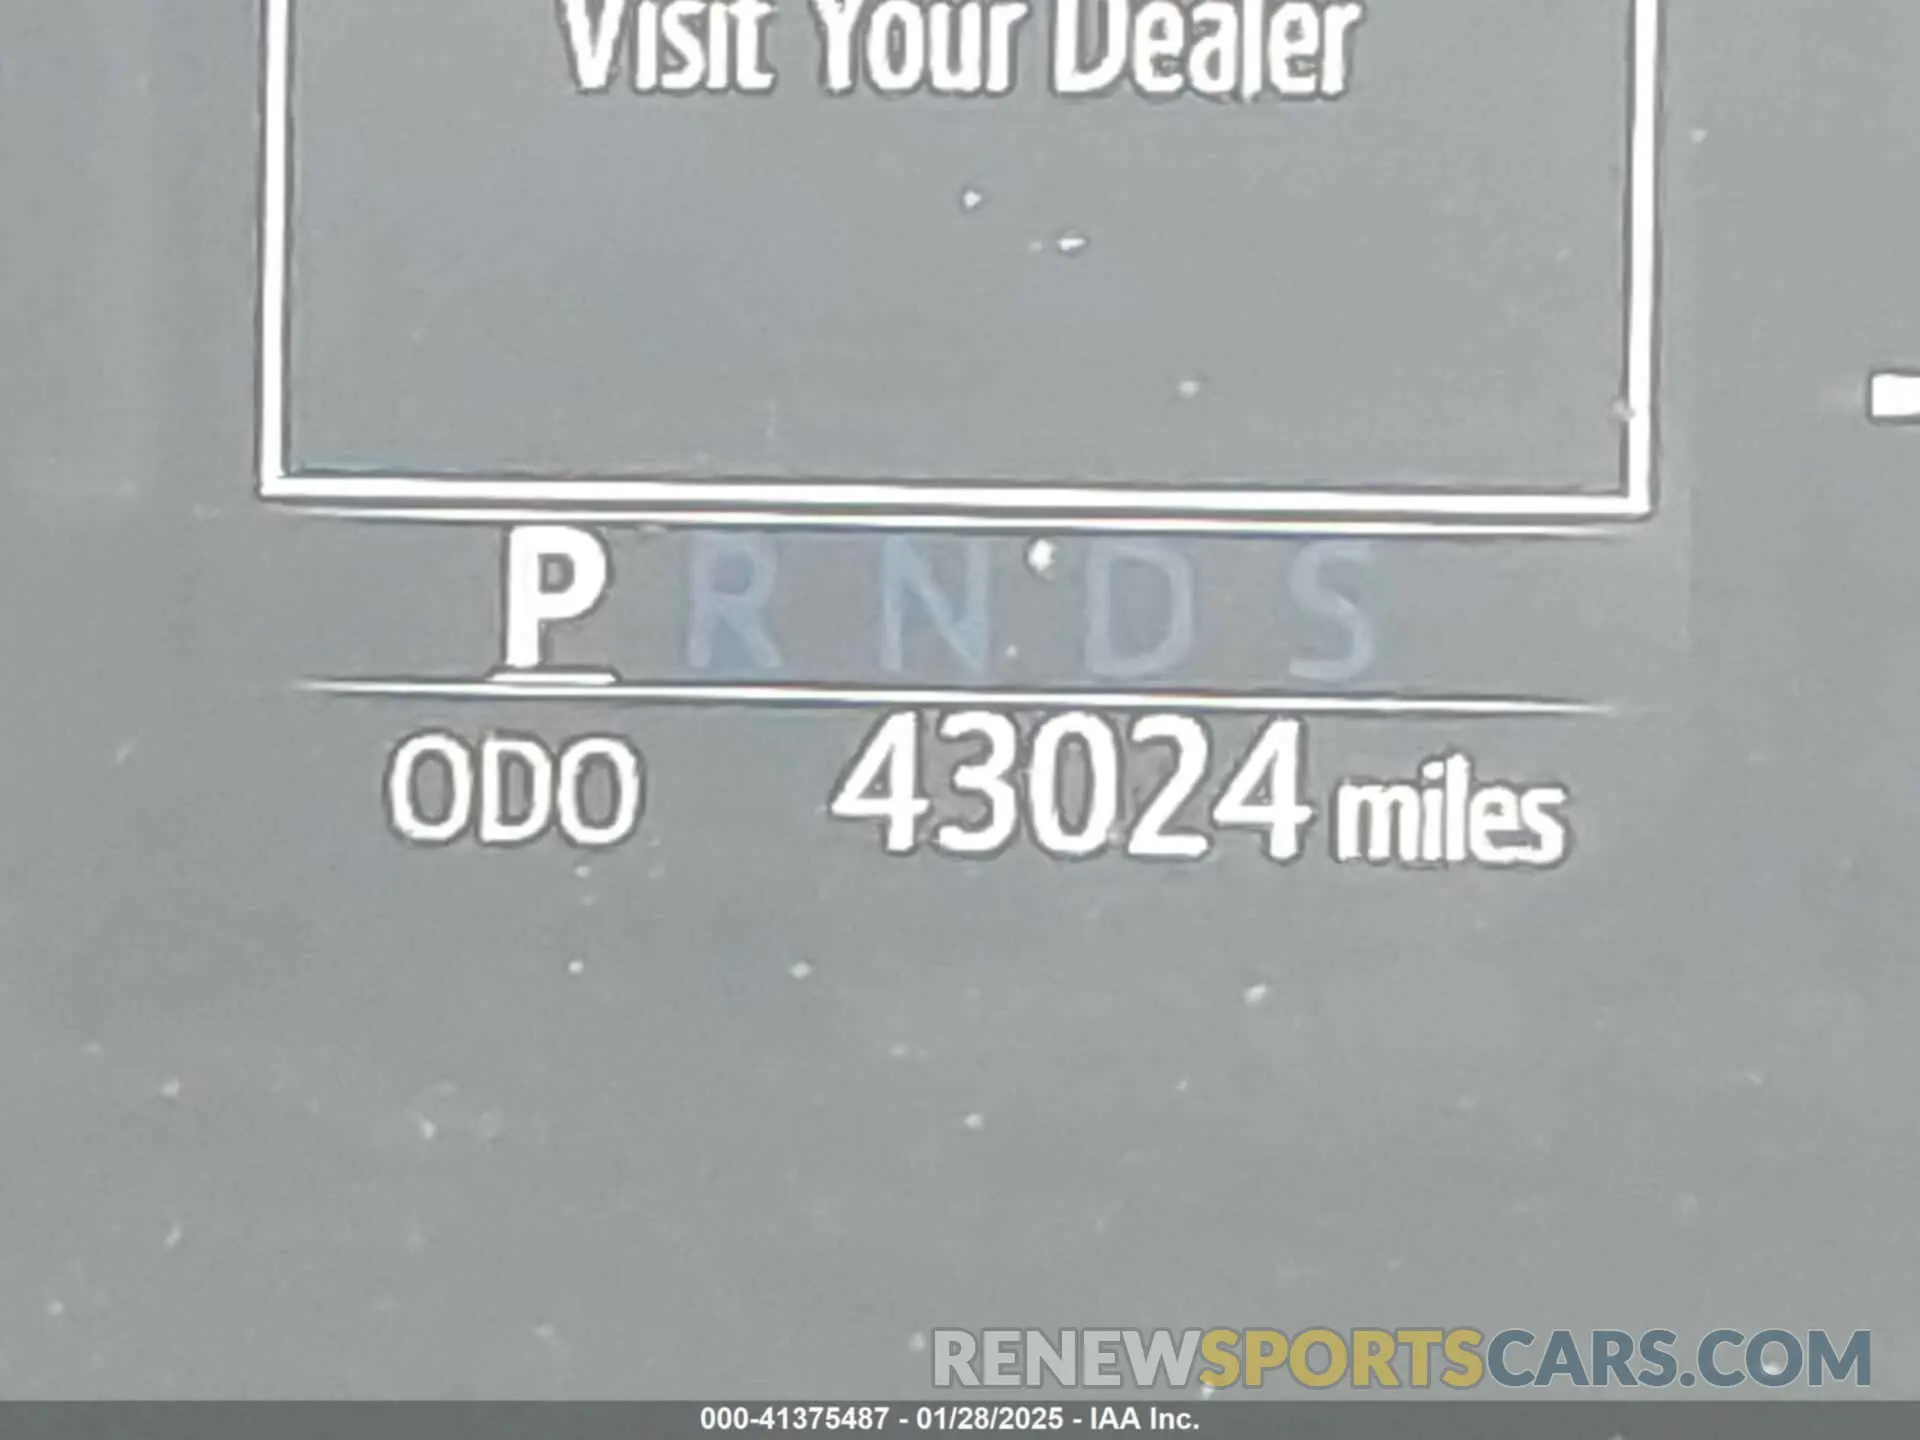 Visit Your Dealer
P R N D S
ODO 43024 miles
RENEWSPORTSCARS.COM
000-41375487 - 01/28/2025 - IAA Inc.